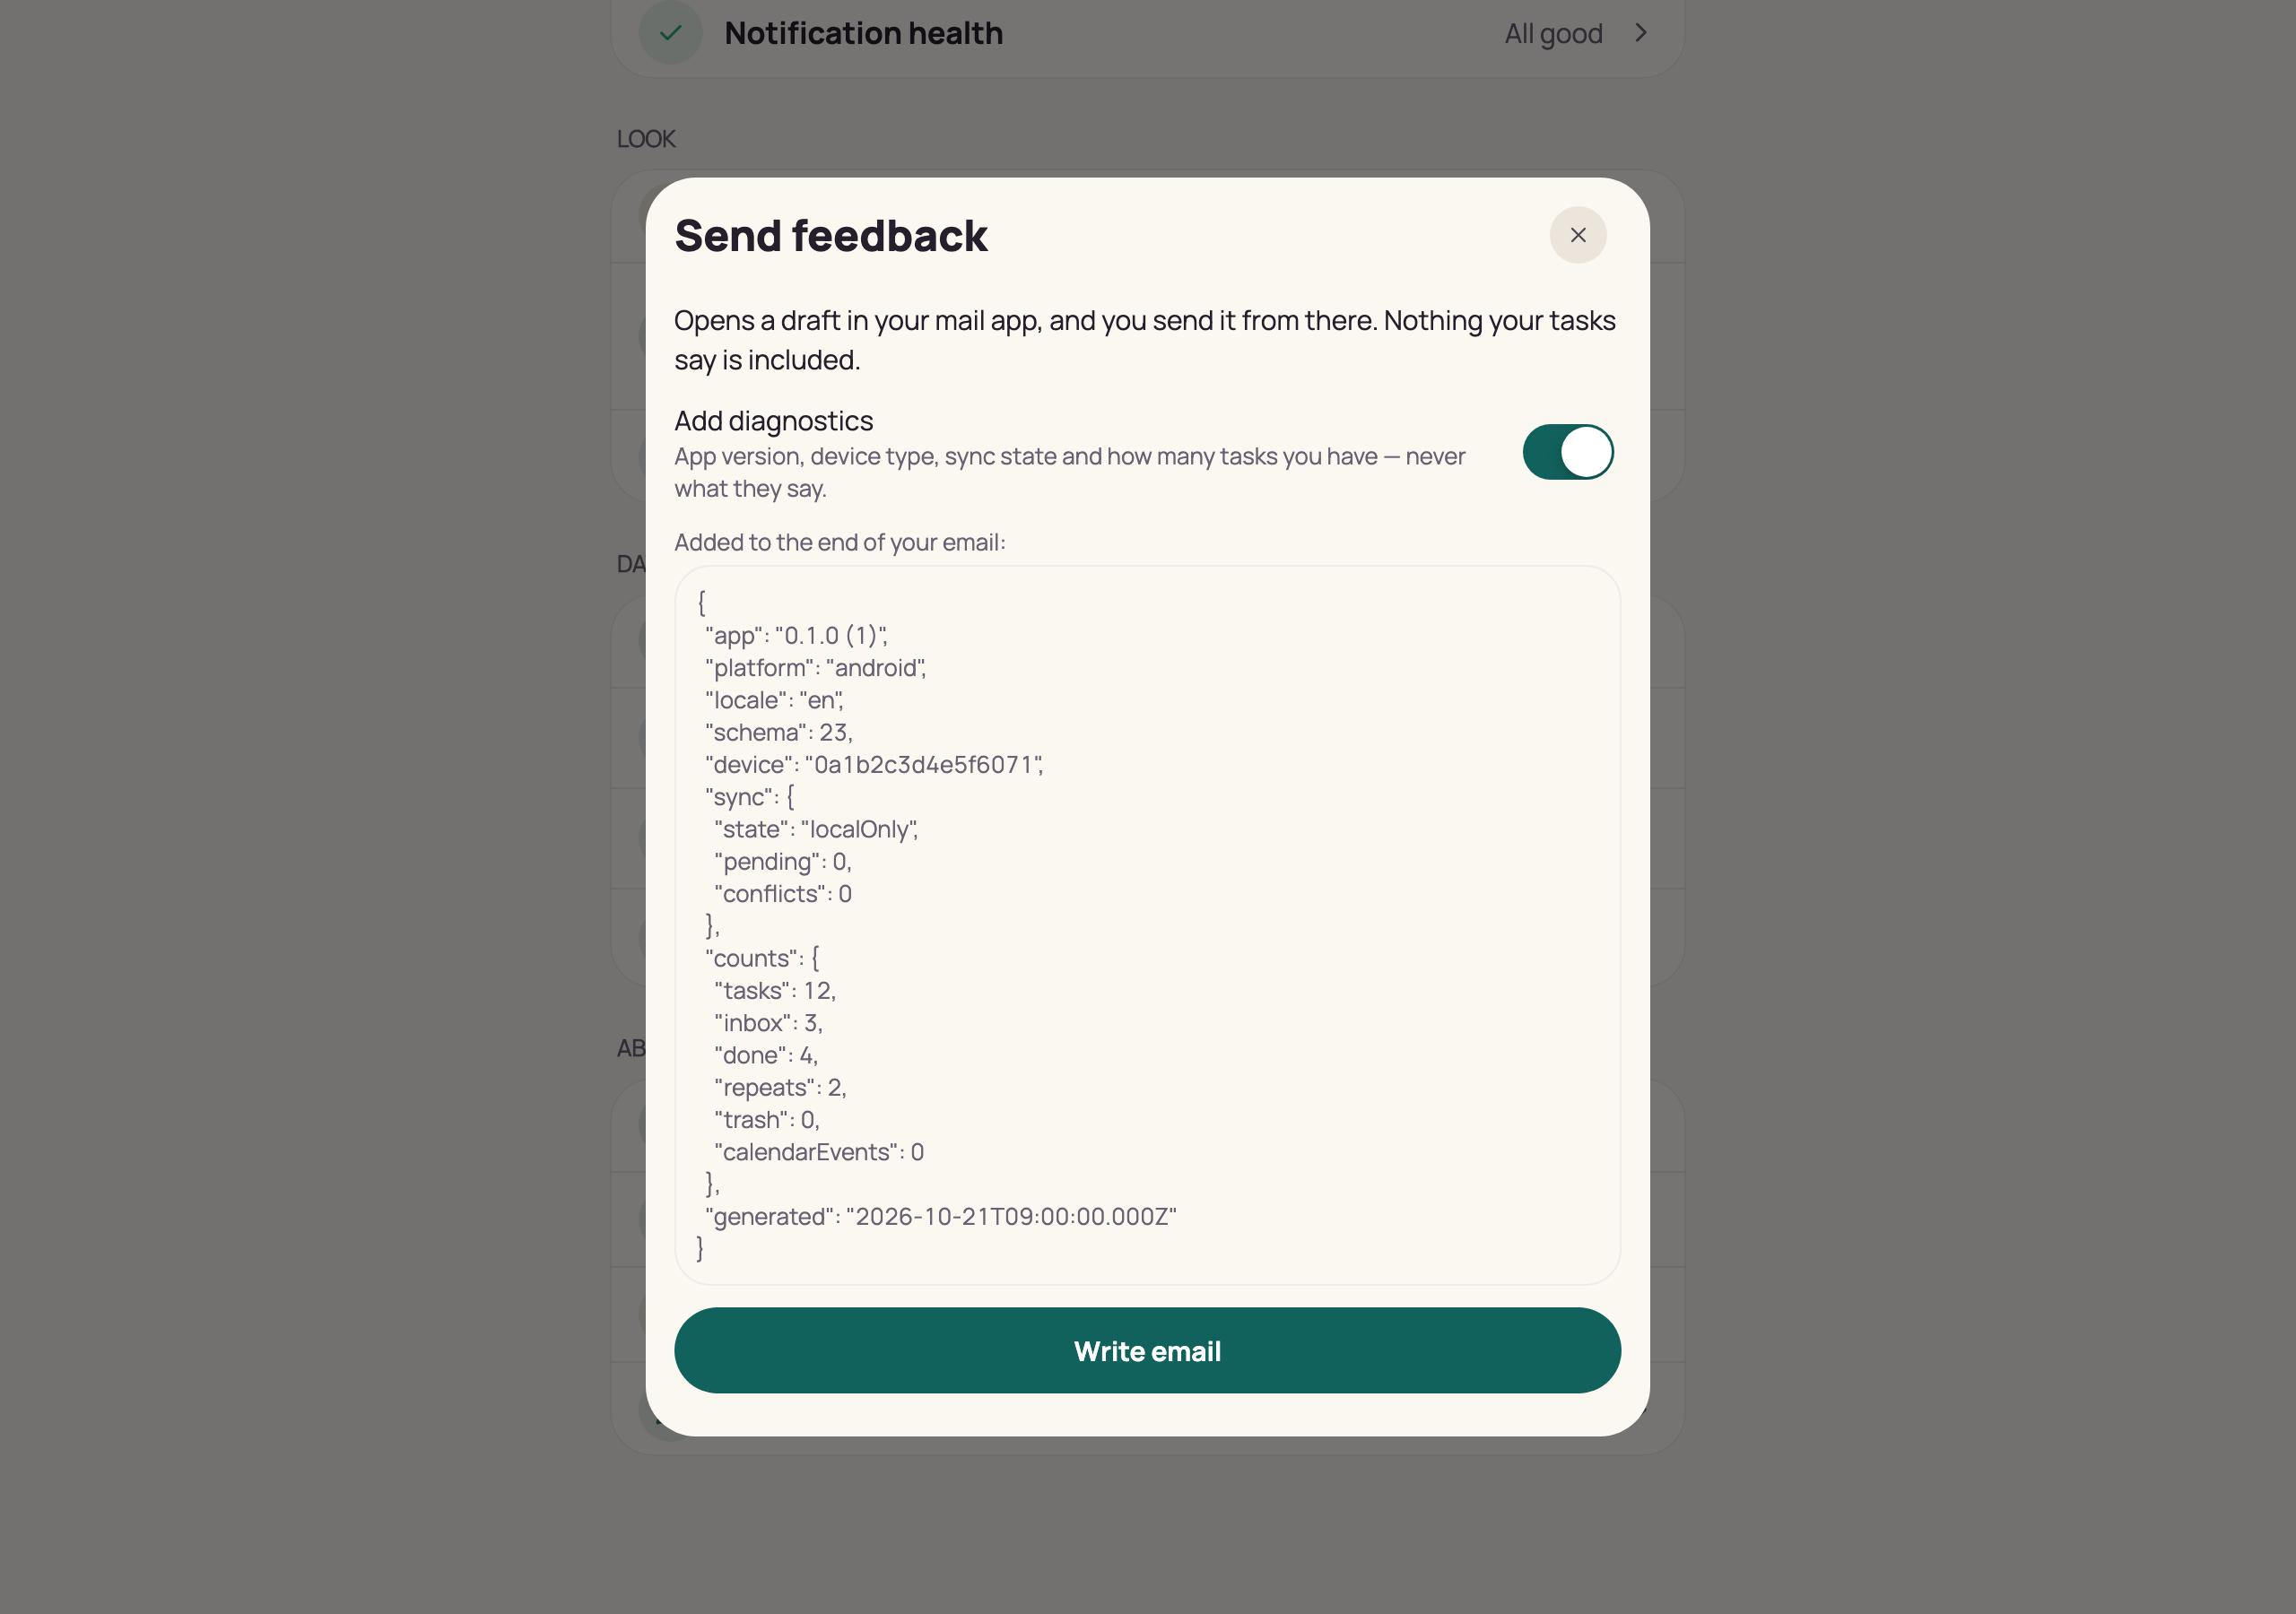 Notification health
All good
LOOK
Send feedback
Opens a draft in your mail app, and you send it from there. Nothing your tasks
say is included.
Add diagnostics
App version, device type, sync state and how many tasks you have — never
what they say.
Added to the end of your email:
{
  "app": "0.1.0 (1)",
  "platform": "android",
  "locale": "en",
  "schema": 23,
  "device": "0a1b2c3d4e5f6071",
  "sync": {
    "state": "localOnly",
    "pending": 0,
    "conflicts": 0
  },
  "counts": {
    "tasks": 12,
    "inbox": 3,
    "done": 4,
    "repeats": 2,
    "trash": 0,
    "calendarEvents": 0
  },
  "generated": "2026-10-21T09:00:00.000Z"
}
Write email